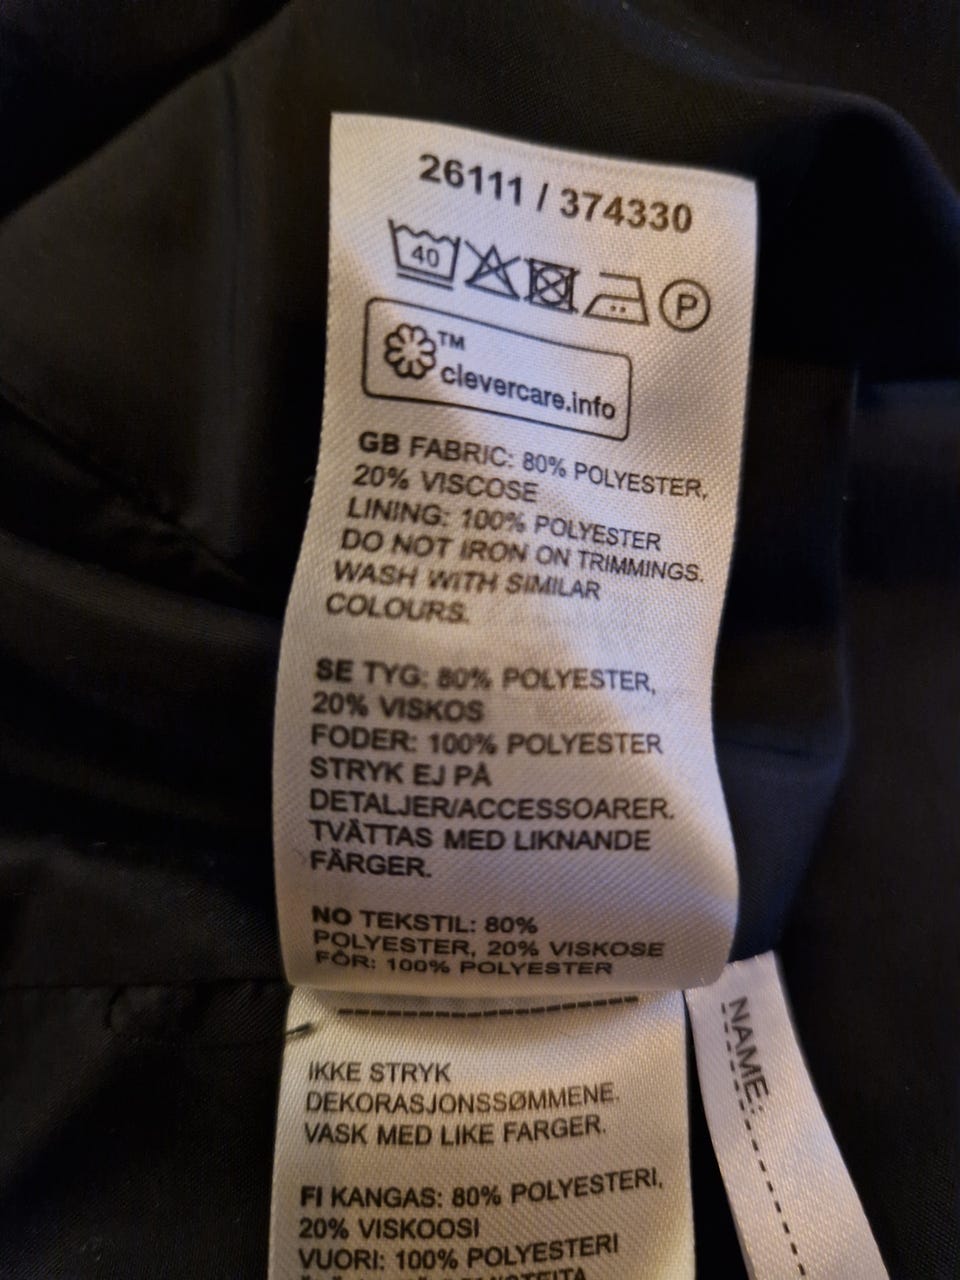 26111 / 374330
40
P
TM
clevercare.info
GB FABRIC: 80% POLYESTER,
20% VISCOSE
LINING: 100% POLYESTER
DO NOT IRON ON TRIMMINGS.
WASH WITH SIMILAR
COLOURS.
SE TYG: 80% POLYESTER,
20% VISKOS
FODER: 100% POLYESTER
STRYK EJ PÅ
DETALJER/ACCESSOARER.
TVÄTTAS MED LIKNANDE
FÄRGER.
NO TEKSTIL: 80%
POLYESTER, 20% VISKOSE
FÔR: 100% POLYESTER
IKKE STRYK
DEKORASJONSSØMMENE.
VASK MED LIKE FARGER.
FI KANGAS: 80% POLYESTERI,
20% VISKOOSI
VUORI: 100% POLYESTERI
NAME: